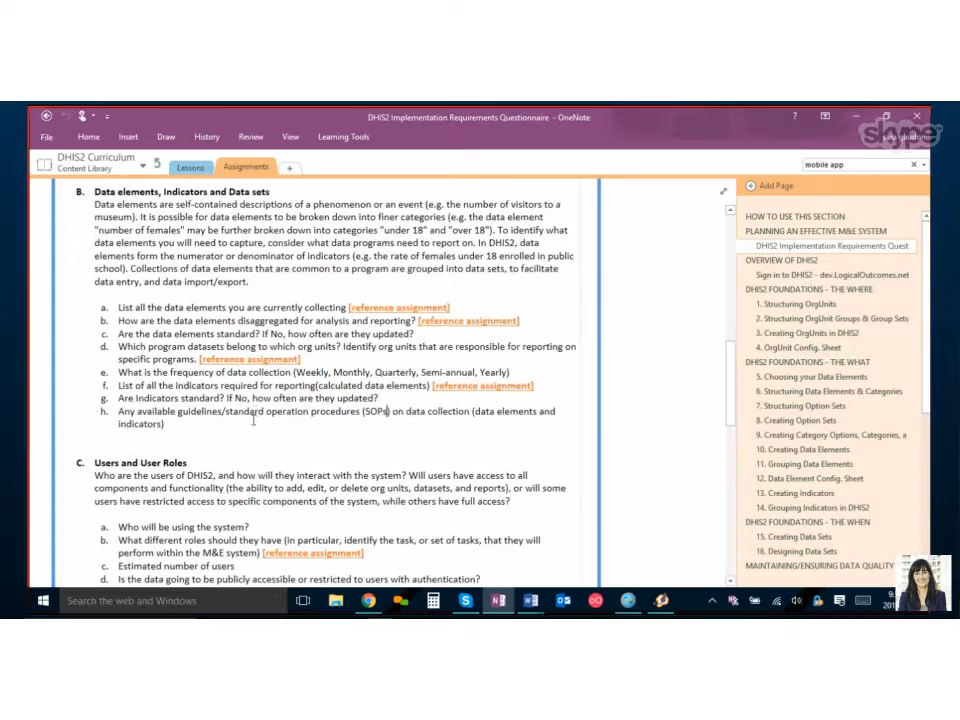 DHIS2 Implementation Requirements Questionnaire - OneNote
?
skype
File
Home
Insert
Draw
History
Review
View
Learning Tools
DHIS2 Curriculum
Content Library
Lessons
Assignments
+
mobile app
Add Page
B. Data elements, Indicators and Data sets
Data elements are self-contained descriptions of a phenomenon or an event (e.g. the number of visitors to a
museum). It is possible for data elements to be broken down into finer categories (e.g. the data element
"number of females" may be further broken down into categories "under 18" and "over 18"). To identify what
data elements you will need to capture, consider what data programs need to report on. In DHIS2, data
elements form the numerator or denominator of indicators (e.g. the rate of females under 18 enrolled in public
school). Collections of data elements that are common to a program are grouped into data sets, to facilitate
data entry, and data import/export.
a. List all the data elements you are currently collecting [reference assignment]
b. How are the data elements disaggregated for analysis and reporting? [reference assignment]
c. Are the data elements standard? If No, how often are they updated?
d. Which program datasets belong to which org units? Identify org units that are responsible for reporting on
specific programs. [reference assignment]
e. What is the frequency of data collection (Weekly, Monthly, Quarterly, Semi-annual, Yearly)
f. List of all the indicators required for reporting(calculated data elements) [reference assignment]
g. Are Indicators standard? If No, how often are they updated?
h. Any available guidelines/standard operation procedures (SOPs) on data collection (data elements and
indicators)
C. Users and User Roles
Who are the users of DHIS2, and how will they interact with the system? Will users have access to all
components and functionality (the ability to add, edit, or delete org units, datasets, and reports), or will some
users have restricted access to specific components of the system, while others have full access?
a. Who will be using the system?
b. What different roles should they have (in particular, identify the task, or set of tasks, that they will
perform within the M&E system) [reference assignment]
c. Estimated number of users
d. Is the data going to be publicly accessible or restricted to users with authentication?
HOW TO USE THIS SECTION
PLANNING AN EFFECTIVE M&E SYSTEM
DHIS2 Implementation Requirements Quest
OVERVIEW OF DHIS2
Sign in to DHIS2 - dev.LogicalOutcomes.net
DHIS2 FOUNDATIONS - THE WHERE
1. Structuring OrgUnits
2. Structuring OrgUnit Groups & Group Sets
3. Creating OrgUnits in DHIS2
4. OrgUnit Config. Sheet
DHIS2 FOUNDATIONS - THE WHAT
5. Choosing your Data Elements
6. Structuring Data Elements & Categories
7. Structuring Option Sets
8. Creating Option Sets
9. Creating Category Options, Categories, a
10. Creating Data Elements
11. Grouping Data Elements
12. Data Element Config. Sheet
13. Creating Indicators
14. Grouping Indicators in DHIS2
DHIS2 FOUNDATIONS - THE WHEN
15. Creating Data Sets
16. Designing Data Sets
MAINTAINING/ENSURING DATA QUALITY
Search the web and Windows